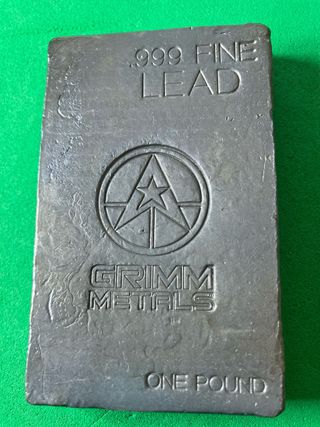 .999 FINE
LEAD
GRIMM
METALS
ONE POUND